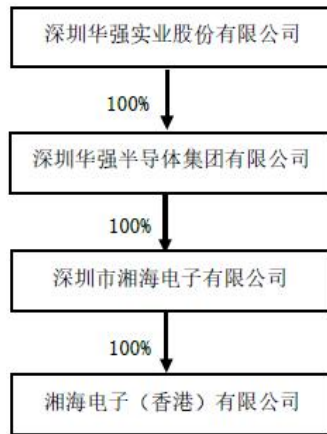 深圳华强实业股份有限公司
100%
深圳华强半导体集团有限公司
100%
深圳市湘海电子有限公司
100%
湘海电子（香港）有限公司